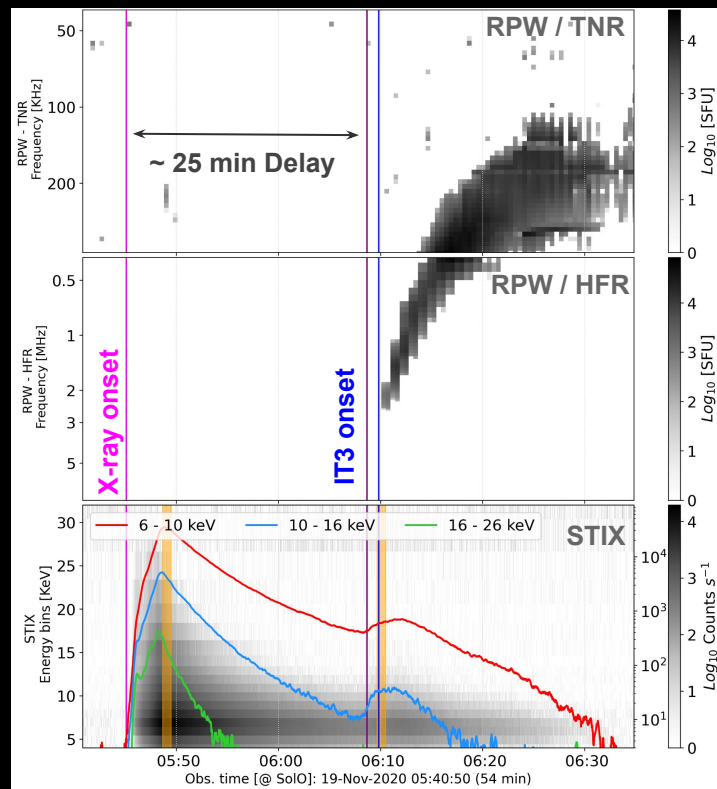 RPW / TNR
50
100
200
RPW - TNR
Frequency [KHz]
~ 25 min Delay
4
3
2
1
0
Log10 [SFU]
RPW / HFR
0.5
1
2
3
5
RPW - HFR
Frequency [MHz]
X-ray onset
IT3 onset
4
3
2
1
0
Log10 [SFU]
6 - 10 keV
10 - 16 keV
16 - 26 keV
STIX
30
25
20
15
10
5
STIX
Energy bins [KeV]
10⁴
10³
10²
10¹
4
3
2
1
0
Log10 Counts s⁻¹
05:50
06:00
06:10
06:20
06:30
Obs. time [@ SolO]: 19-Nov-2020 05:40:50 (54 min)